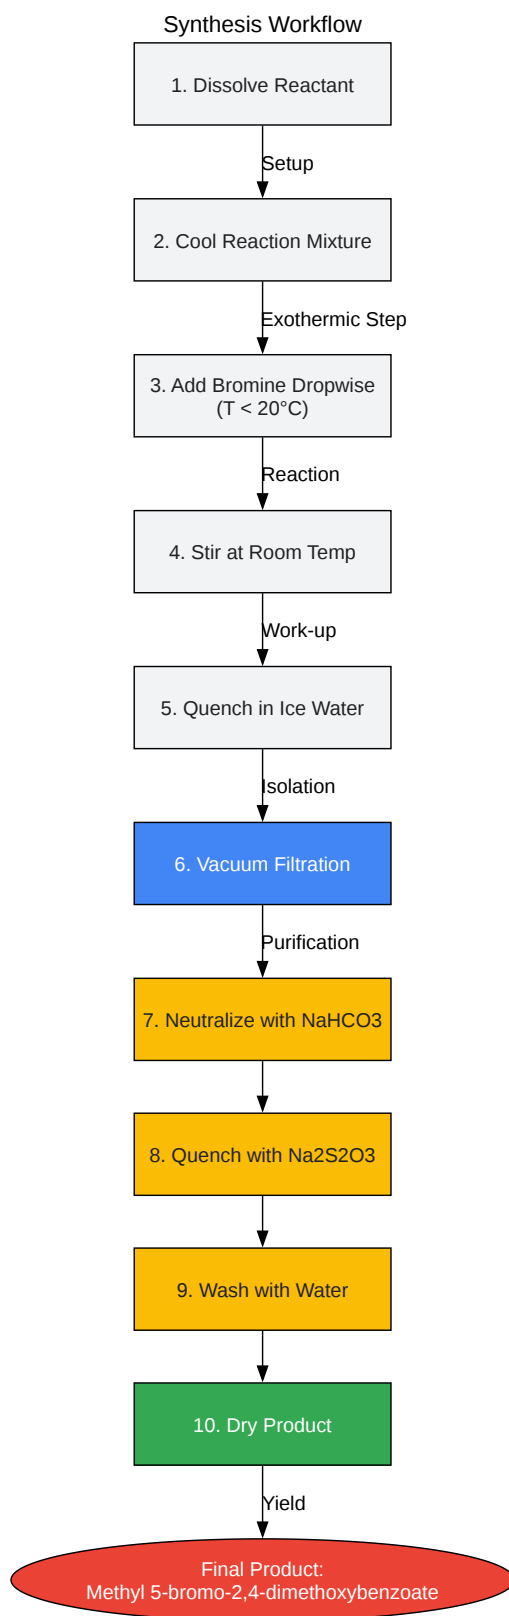 Synthesis Workflow
1. Dissolve Reactant
Setup
2. Cool Reaction Mixture
Exothermic Step
3. Add Bromine Dropwise
(T < 20°C)
Reaction
4. Stir at Room Temp
Work-up
5. Quench in Ice Water
Isolation
6. Vacuum Filtration
Purification
7. Neutralize with NaHCO3
8. Quench with Na2S2O3
9. Wash with Water
10. Dry Product
Yield
Final Product:
Methyl 5-bromo-2,4-dimethoxybenzoate